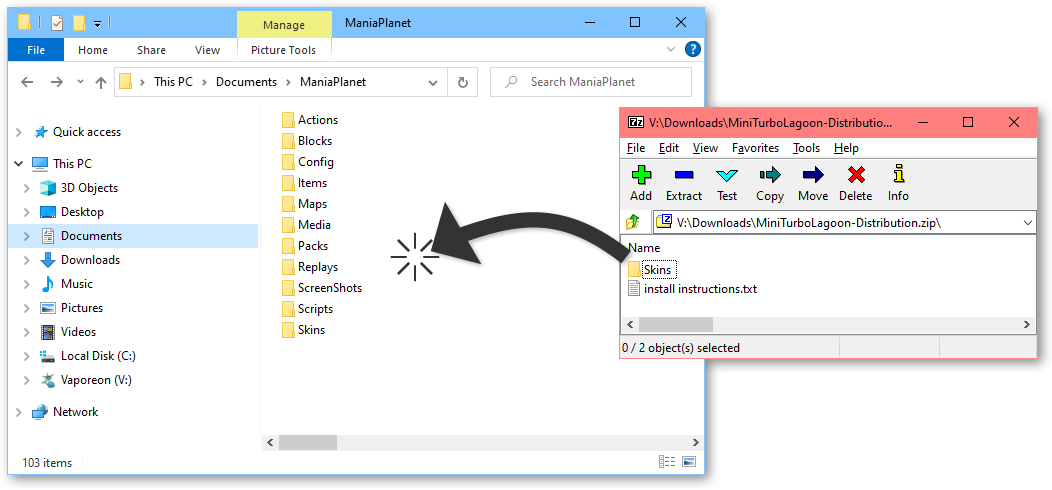 Manage
ManiaPlanet
File
Home
Share
View
Picture Tools
This PC
Documents
ManiaPlanet
Search ManiaPlanet
Quick access
This PC
3D Objects
Desktop
Documents
Downloads
Music
Pictures
Videos
Local Disk (C:)
Vaporeon (V:)
Network
Actions
Blocks
Config
Items
Maps
Media
Packs
Replays
ScreenShots
Scripts
Skins
103 items
7z
V:\Downloads\MiniTurboLagoon-Distributio...
File Edit View Favorites Tools Help
Add Extract Test Copy Move Delete Info
V:\Downloads\MiniTurboLagoon-Distribution.zip\
Name
Skins
install instructions.txt
0 / 2 object(s) selected